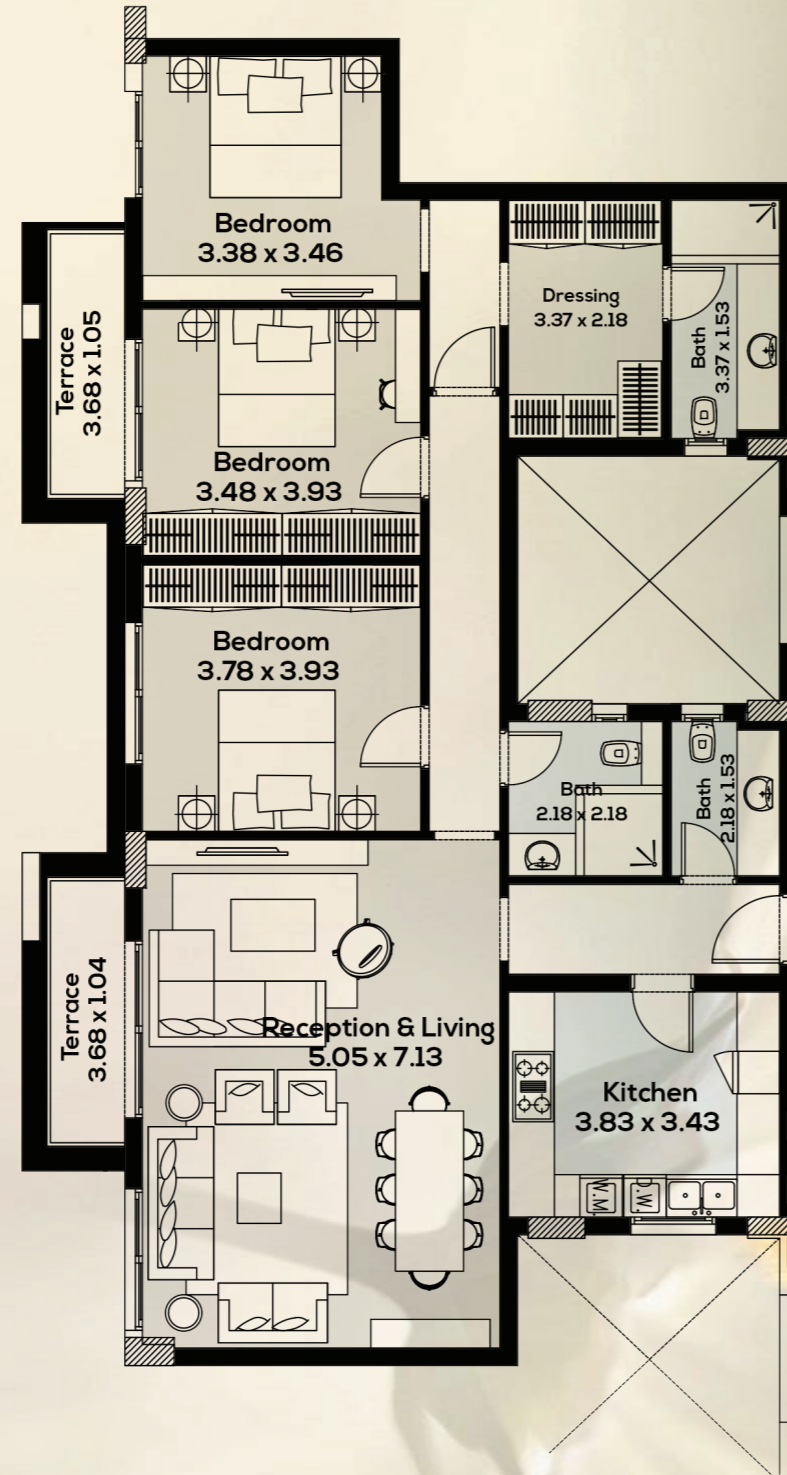 Bedroom
3.38 x 3.46
Dressing
3.37 x 2.18
Bath
3.37 x 1.53
Terrace
3.68 x 1.05
Bedroom
3.48 x 3.93
Bedroom
3.78 x 3.93
Bath
2.18 x 2.18
Bath
2.18 x 1.53
Terrace
3.68 x 1.04
Reception & Living
5.05 x 7.13
Kitchen
3.83 x 3.43
W.M
D.W